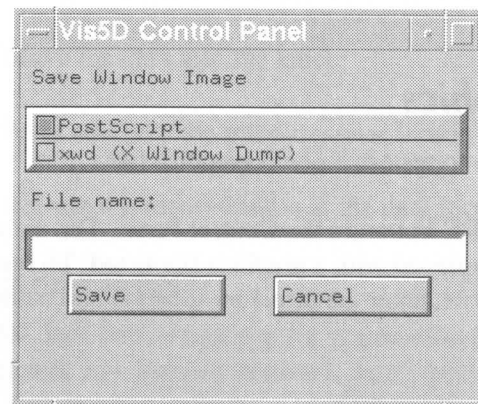 Vis5D Control Panel
Save Window Image
PostScript
xwd (X Window Dump)
File name:
Save Cancel